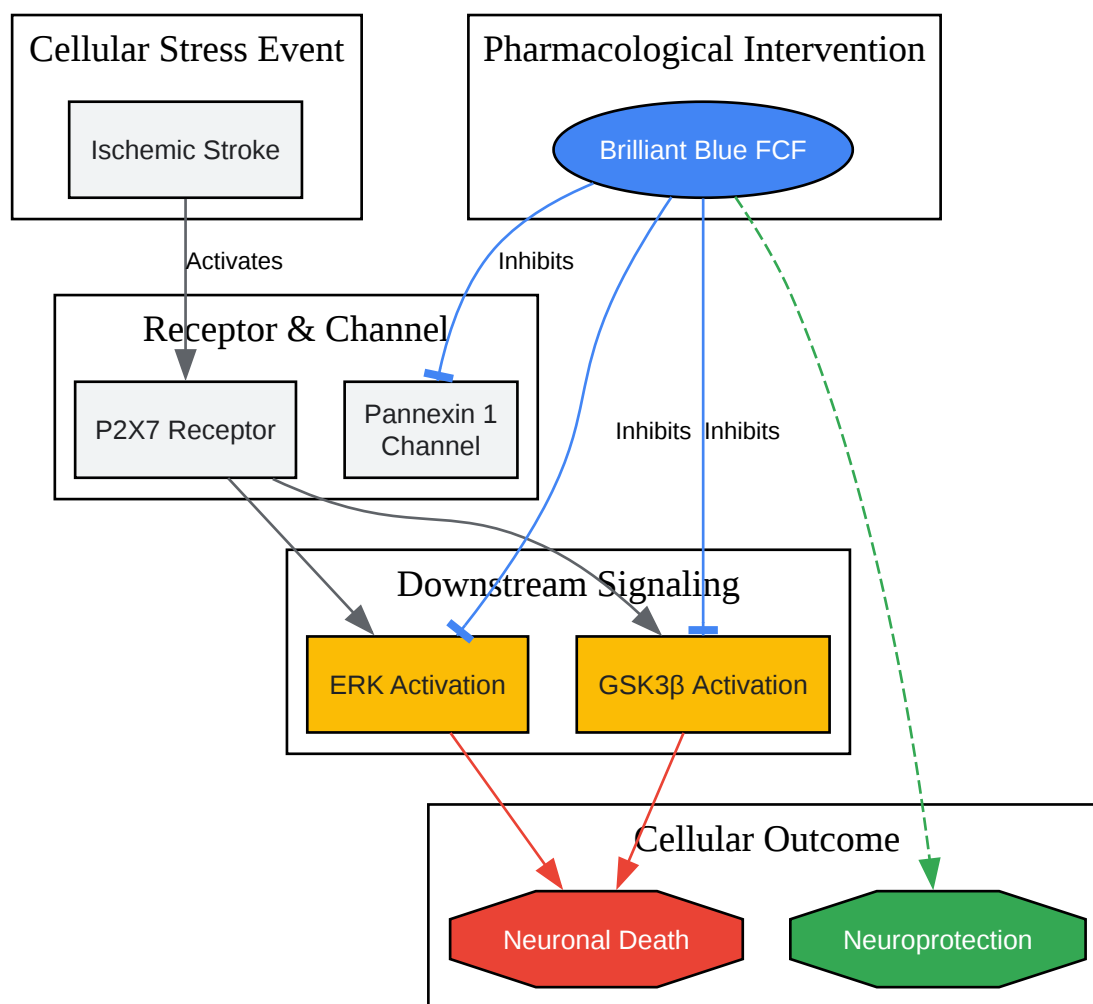 Cellular Stress Event
Pharmacological Intervention
Ischemic Stroke
Brilliant Blue FCF
Activates
Inhibits
Receptor & Channel
P2X7 Receptor
Pannexin 1
Channel
Inhibits
Inhibits
Downstream Signaling
ERK Activation
GSK3β Activation
Cellular Outcome
Neuronal Death
Neuroprotection